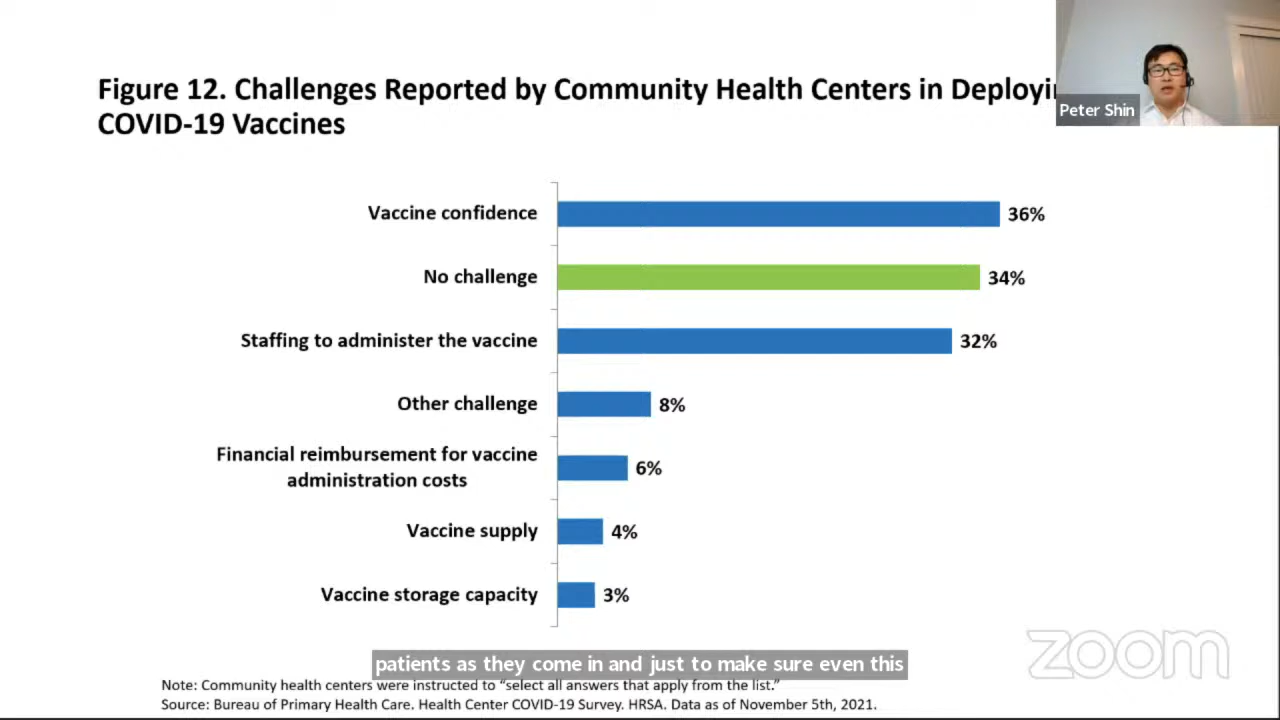 Figure 12. Challenges Reported by Community Health Centers in
COVID-19 Vaccines
Peter Shin
Vaccine confidence
36%
No challenge
34%
Staffing to administer the vaccine
32%
Other challenge
8%
Financial reimbursement for vaccine
administration costs
6%
Vaccine supply
4%
Vaccine storage capacity
3%
zoom
patients as they come in and just to make sure even this
Note: Community health centers were instructed to “select all answers that apply from the list.”
Source: Bureau of Primary Health Care. Health Center COVID-19 Survey. HRSA. Data as of November 5th, 2021.